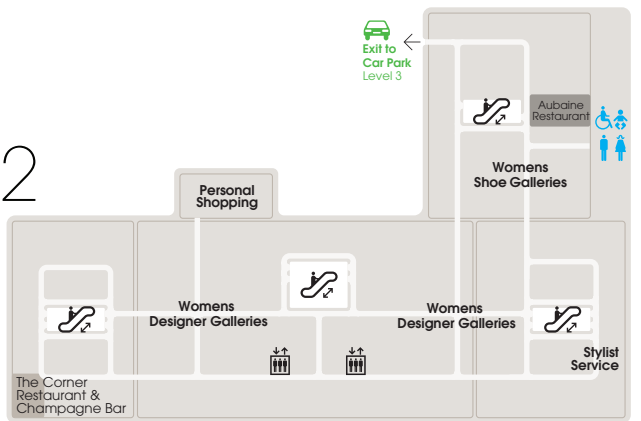 Exit to
Car Park
Level 3
Aubaine
Restaurant
2
Womens
Shoe Galleries
Personal
Shopping
Womens
Designer Galleries
Womens
Designer Galleries
Stylist
Service
The Corner
Restaurant &
Champagne Bar